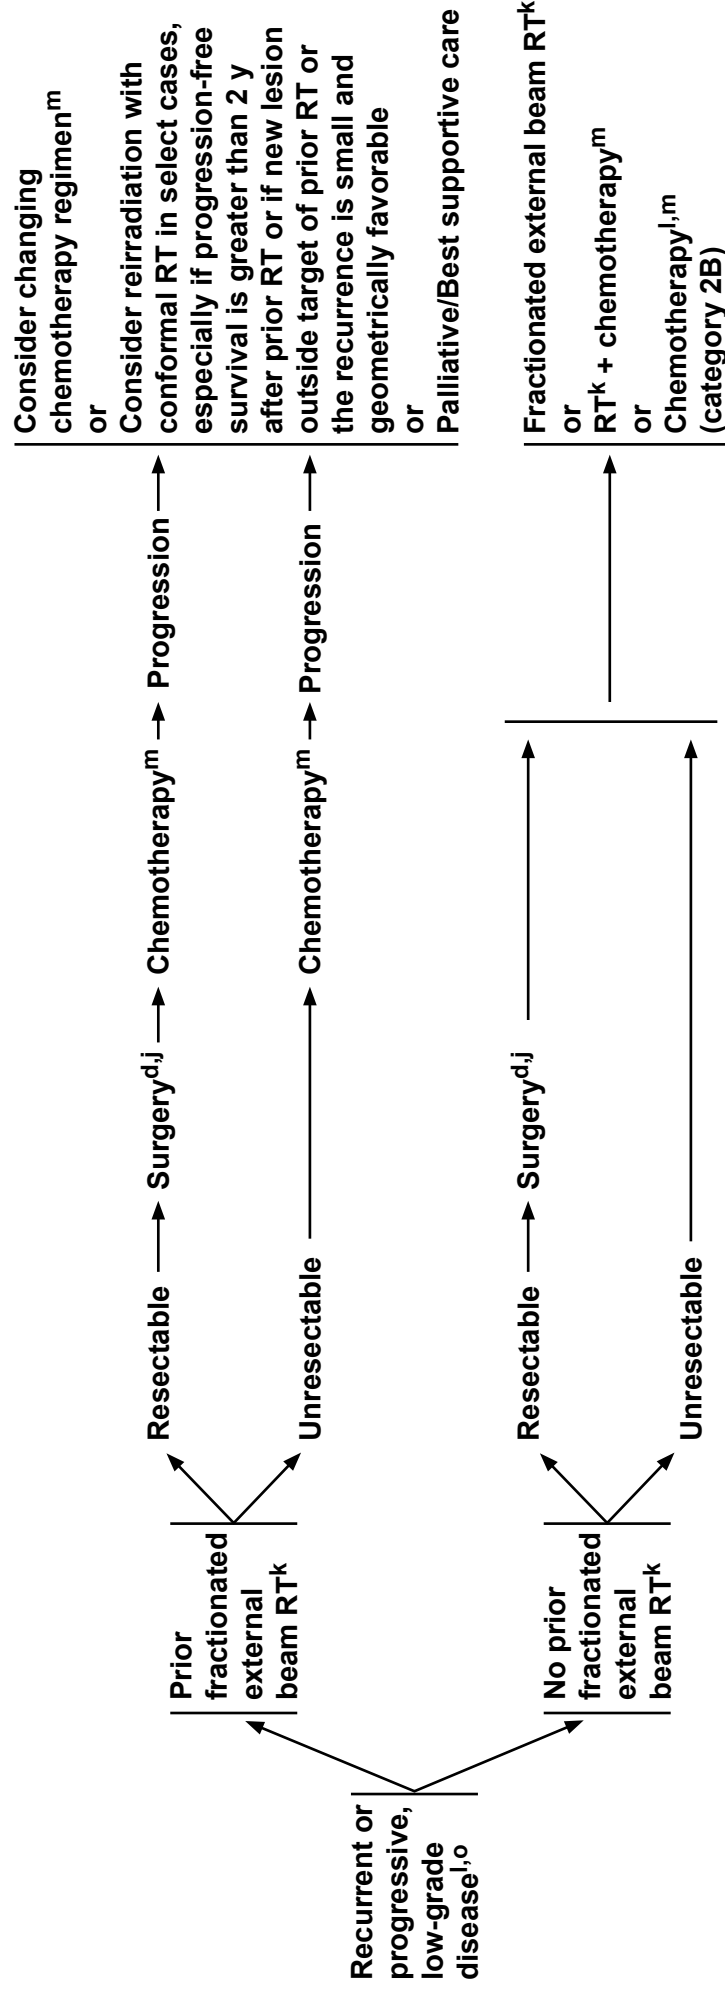 Recurrent or
progressive,
low-grade
disease^l,o
Prior
fractionated
external
beam RT^k
Resectable
Surgery^d,j
Chemotherapy^m
Progression
Unresectable
Chemotherapy^m
Progression
Consider changing
chemotherapy regimen^m
or
Consider reirradiation with
conformal RT in select cases,
especially if progression-free
survival is greater than 2 y
after prior RT or if new lesion
outside target of prior RT or
the recurrence is small and
geometrically favorable
or
Palliative/Best supportive care
No prior
fractionated
external
beam RT^k
Resectable
Surgery^d,j
Unresectable
Fractionated external beam RT^k
or
RT^k + chemotherapy^m
or
Chemotherapy^l,m
(category 2B)